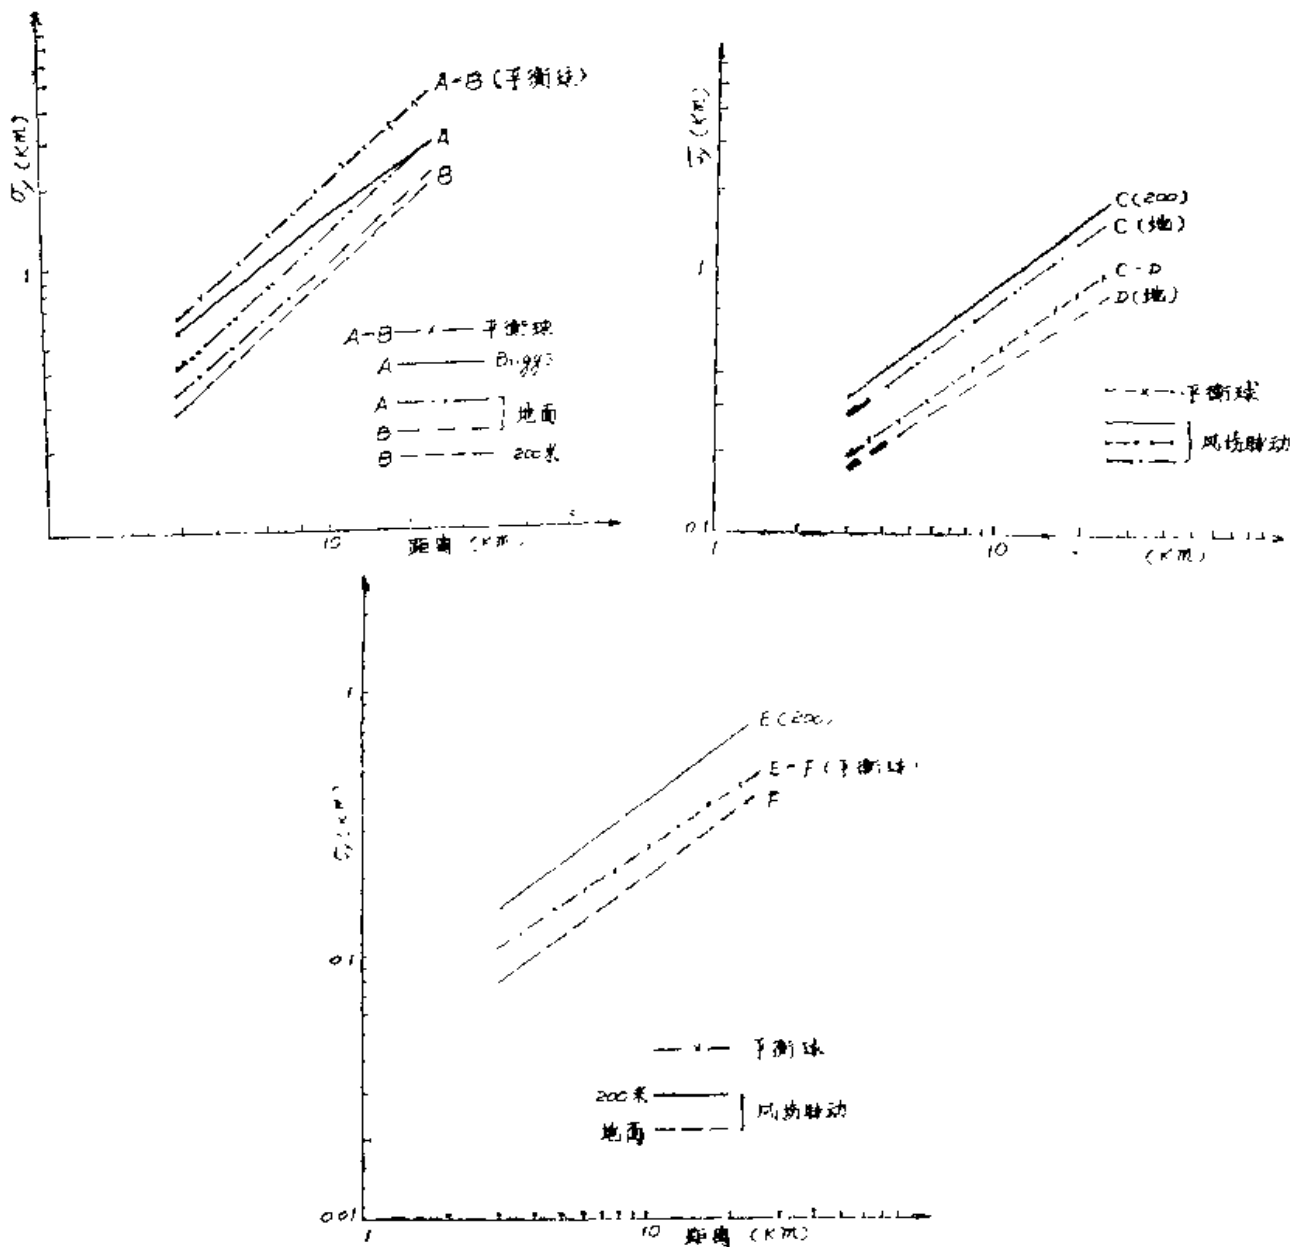 σy (KM)
1
A-B (平衡球)
A
B
B
A-B 平衡球
A Briggs
A
B
地面
B 200米
10
距离 (KM)
σy (KM)
1
0.1
C (200)
C (地)
C-D
D (地)
平衡球
风场脉动
1
10
(KM)
σy (KM)
1
0.1
0.01
E (200)
E-F (平衡球)
F
平衡球
200米
地面
风场脉动
1
10
距离 (KM)